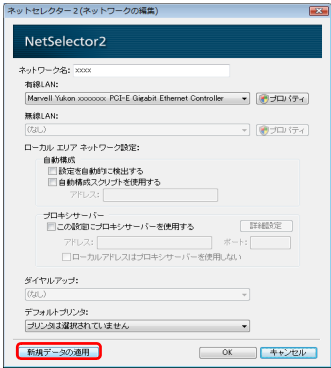 ネットセレクター2(ネットワークの編集)
NetSelector2
ネットワーク名: xxxx
有線LAN:
Marvell Yukon xxxxxxx PCI-E Gigabit Ethernet Controller プロパティ
無線LAN:
(なし) プロパティ
ローカル エリア ネットワーク設定:
自動構成
設定を自動的に検出する
自動構成スクリプトを使用する
アドレス:
プロキシサーバー
この設定にプロキシサーバーを使用する 詳細設定
アドレス: ポート:
ローカルアドレスはプロキシサーバーを使用しない
ダイヤルアップ:
(なし)
デフォルトプリンタ:
プリンタは選択されていません
新規データの適用 OK キャンセル